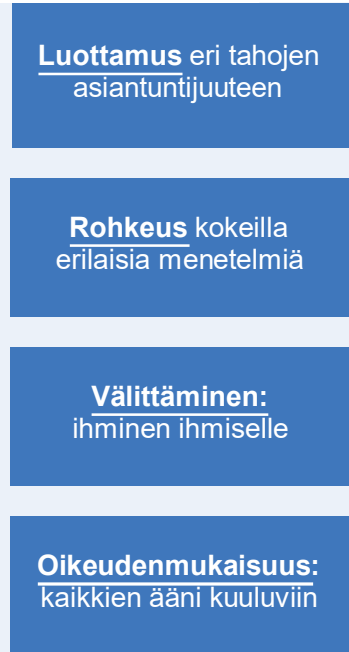 Luottamus eri tahojen
asiantuntijuuteen
Rohkeus kokeilla
erilaisia menetelmiä
Välittäminen:
ihminen ihmiselle
Oikeudenmukaisuus:
kaikkien ääni kuuluviin